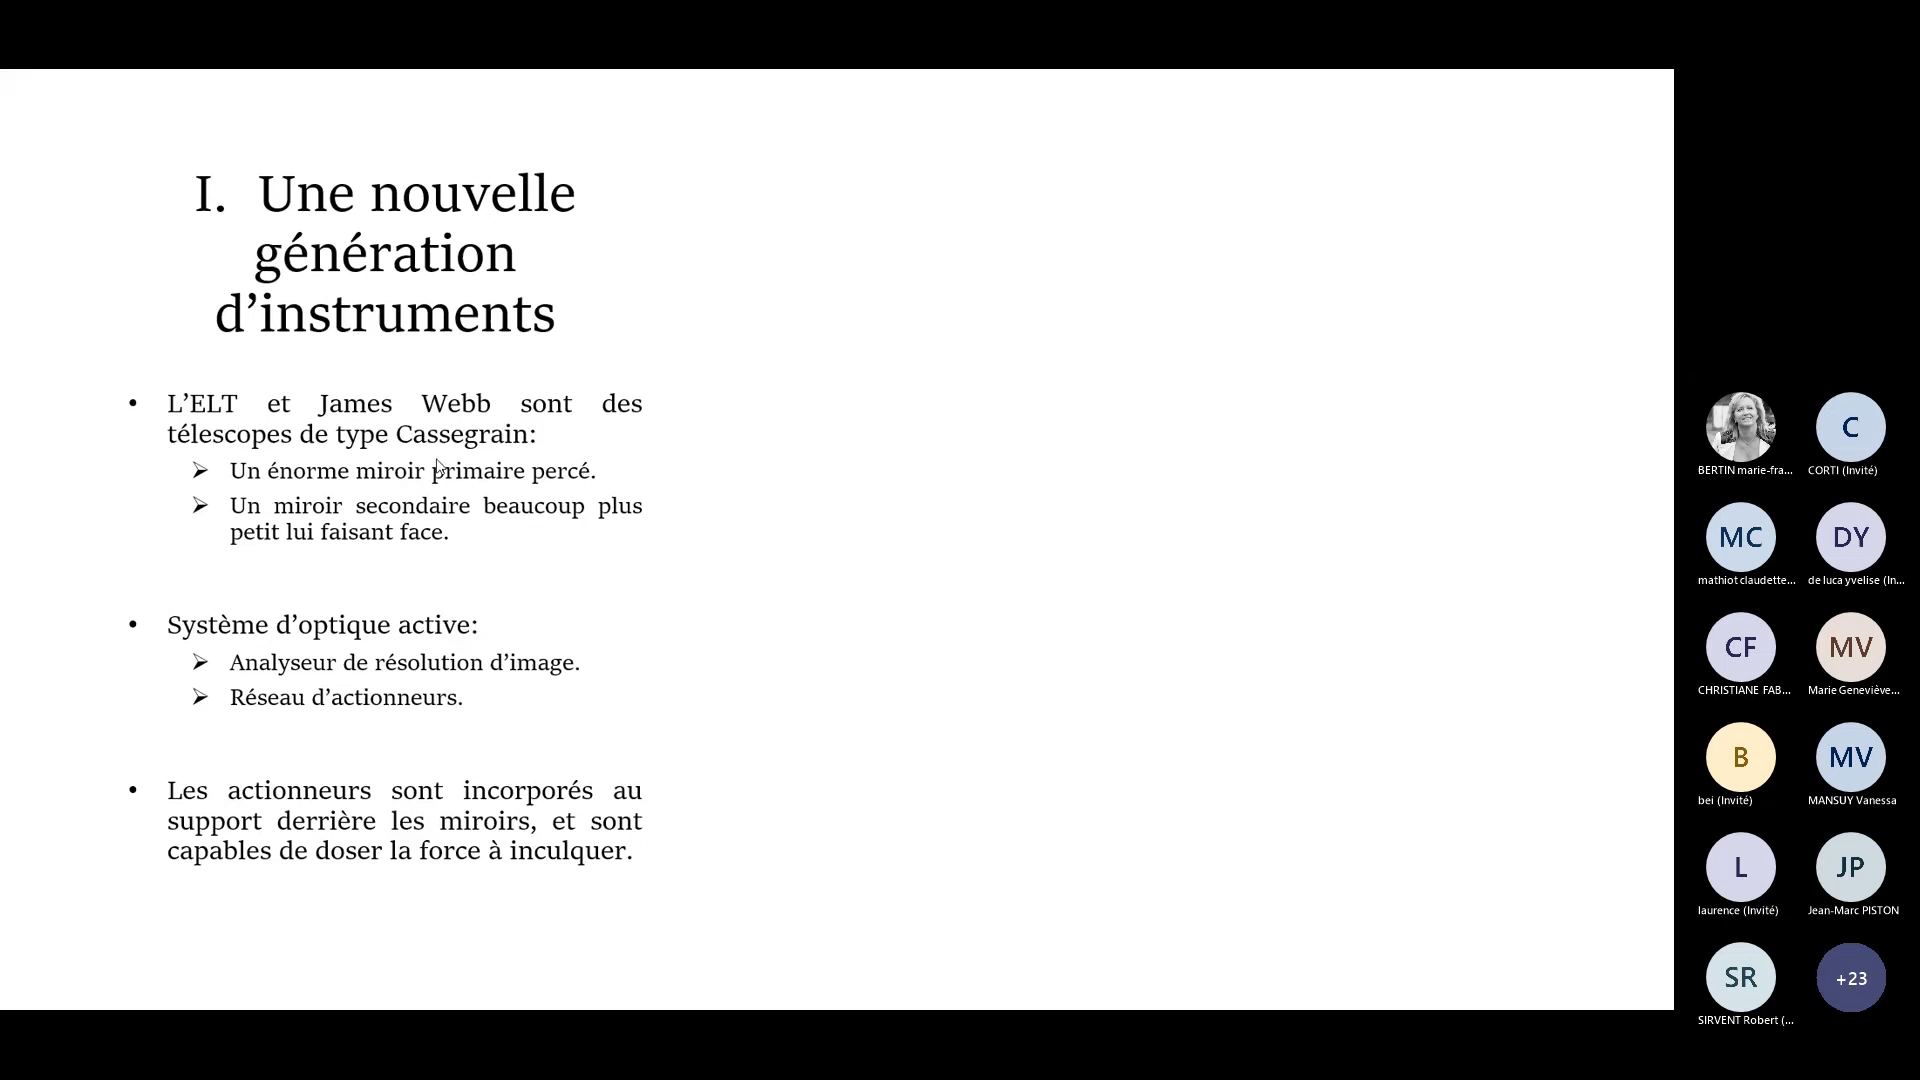 I. Une nouvelle
génération
d’instruments
• L’ELT et James Webb sont des
télescopes de type Cassegrain:
➢ Un énorme miroir primaire percé.
➢ Un miroir secondaire beaucoup plus
petit lui faisant face.
• Système d’optique active:
➢ Analyseur de résolution d’image.
➢ Réseau d’actionneurs.
• Les actionneurs sont incorporés au
support derrière les miroirs, et sont
capables de doser la force à inculquer.
C
BERTIN marie-fra... CORTI (Invité)
MC DY
mathiot claudette... de luca yvelise (In...
CF MV
CHRISTIANE FAB... Marie Geneviève...
B MV
bei (Invité) MANSUY Vanessa
L JP
laurence (Invité) Jean-Marc PISTON
SR +23
SIRVENT Robert (...